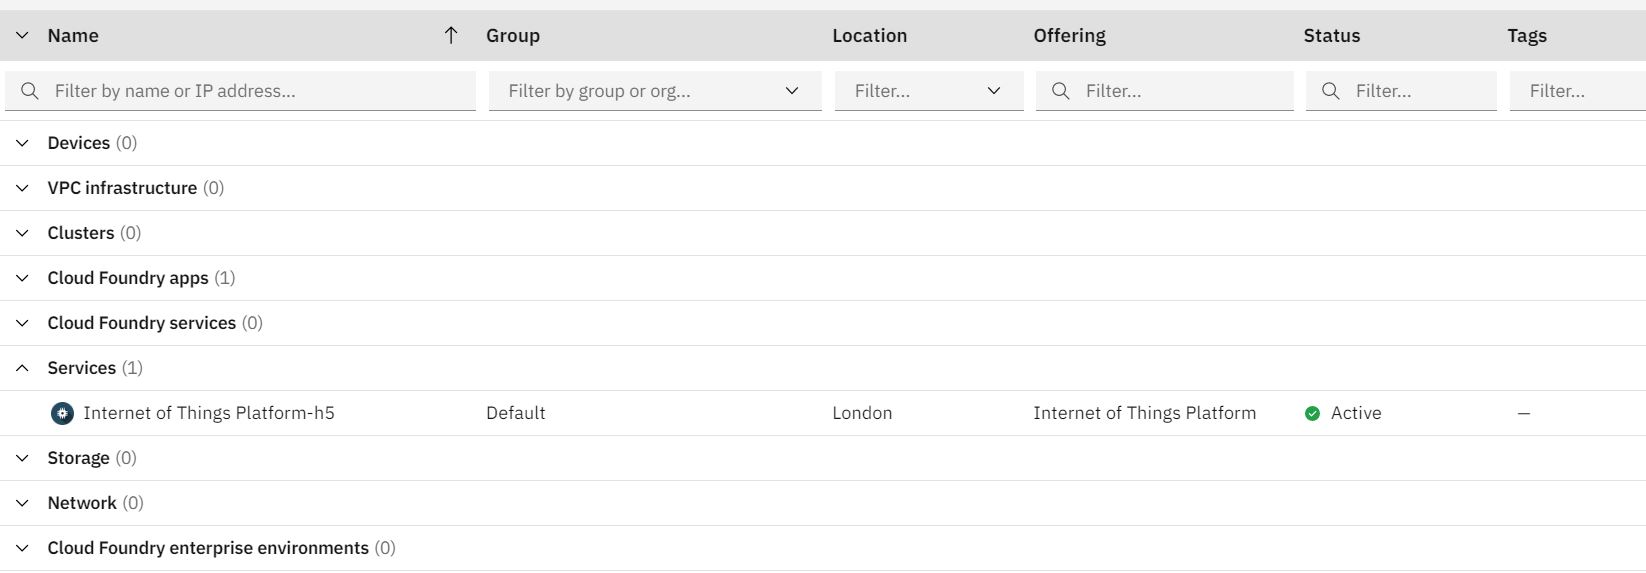 Name Group Location Offering Status Tags
Filter by name or IP address... Filter by group or org... Filter... Filter... Filter... Filter...
Devices (0)
VPC infrastructure (0)
Clusters (0)
Cloud Foundry apps (1)
Cloud Foundry services (0)
Services (1)
Internet of Things Platform-h5 Default London Internet of Things Platform Active —
Storage (0)
Network (0)
Cloud Foundry enterprise environments (0)